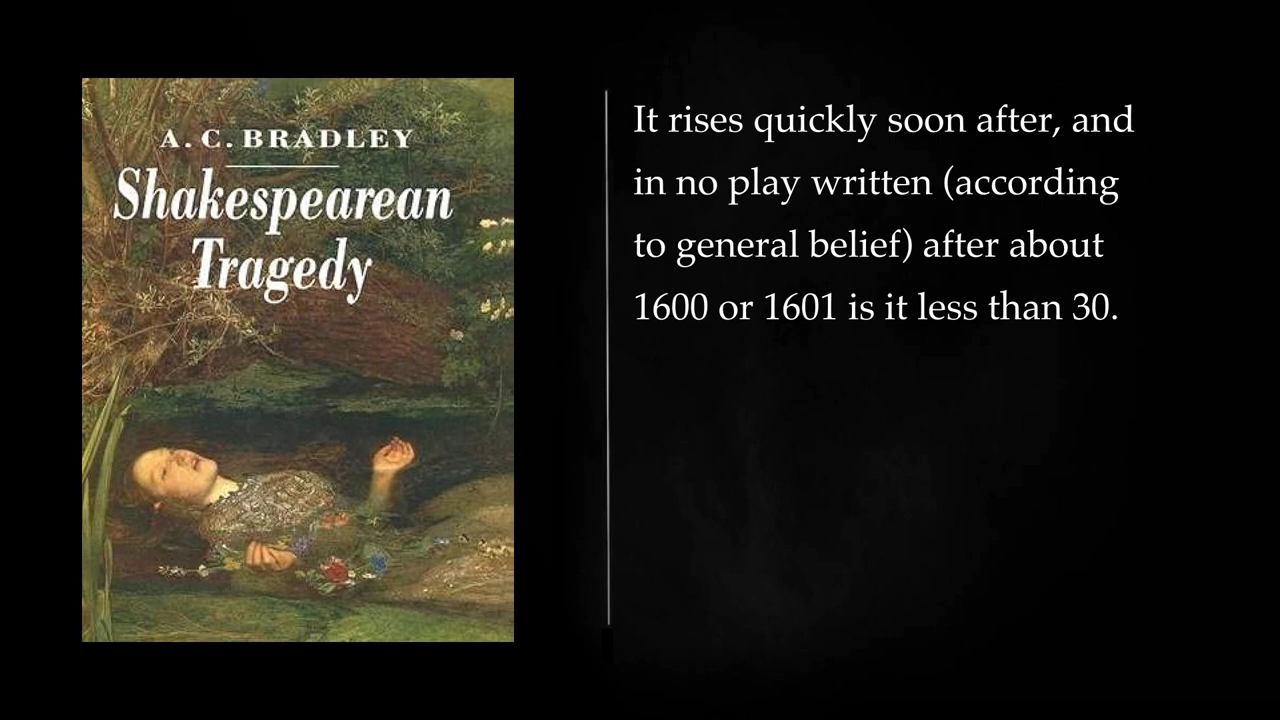 A. C. BRADLEY
Shakespearean
Tragedy
It rises quickly soon after, and
in no play written (according
to general belief) after about
1600 or 1601 is it less than 30.